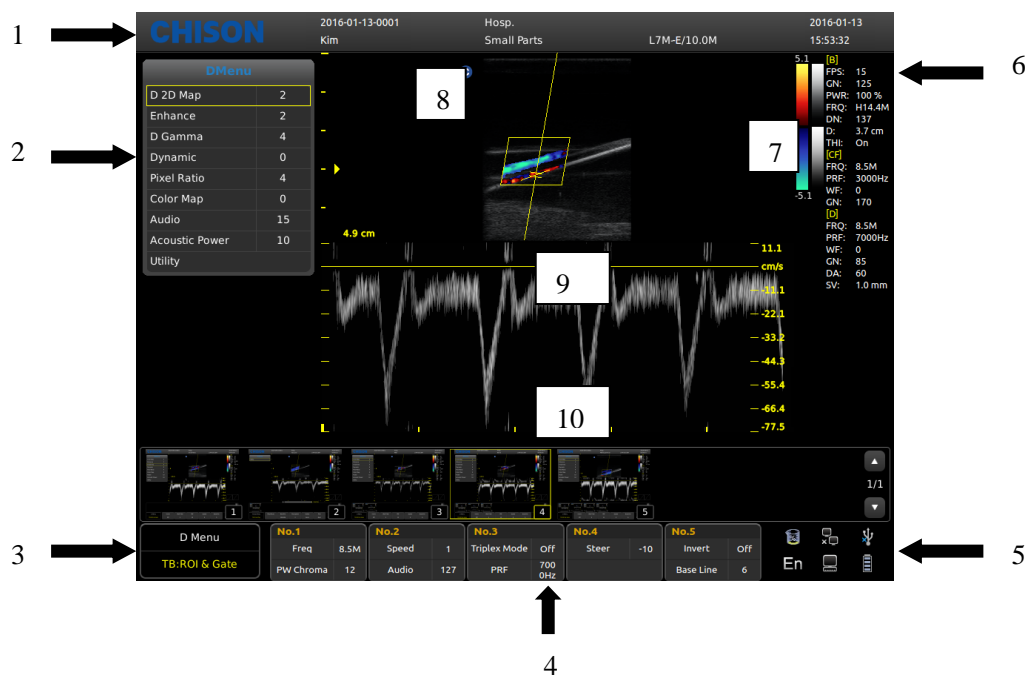 CHISON
2016-01-13-0001
Hosp.
2016-01-13
Kim
Small Parts
L7M-E/10.0M
15:53:32
1
DMenu
D 2D Map 2
Enhance 2
D Gamma 4
Dynamic 0
Pixel Ratio 4
Color Map 0
Audio 15
Acoustic Power 10
Utility
2
8
4.9 cm
5.1
-5.1
7
[B]
FPS: 15
GN: 125
PWR: 100 %
FRQ: H14.4M
DN: 137
D: 3.7 cm
THI: On
[CF]
FRQ: 8.5M
PRF: 3000Hz
WF: 0
GN: 170
[D]
FRQ: 8.5M
PRF: 7000Hz
WF: 0
GN: 85
DA: 60
SV: 1.0 mm
6
11.1
cm/s
-11.1
-22.1
-33.2
-44.3
-55.4
-66.4
-77.5
9
10
1
2
3
4
5
1/1
3
D Menu
TB:ROI & Gate
No.1
Freq 8.5M
PW Chroma 12
No.2
Speed 1
Audio 127
No.3
Triplex Mode Off
PRF 700
0Hz
No.4
Steer -10
No.5
Invert Off
Base Line 6
En
5
4